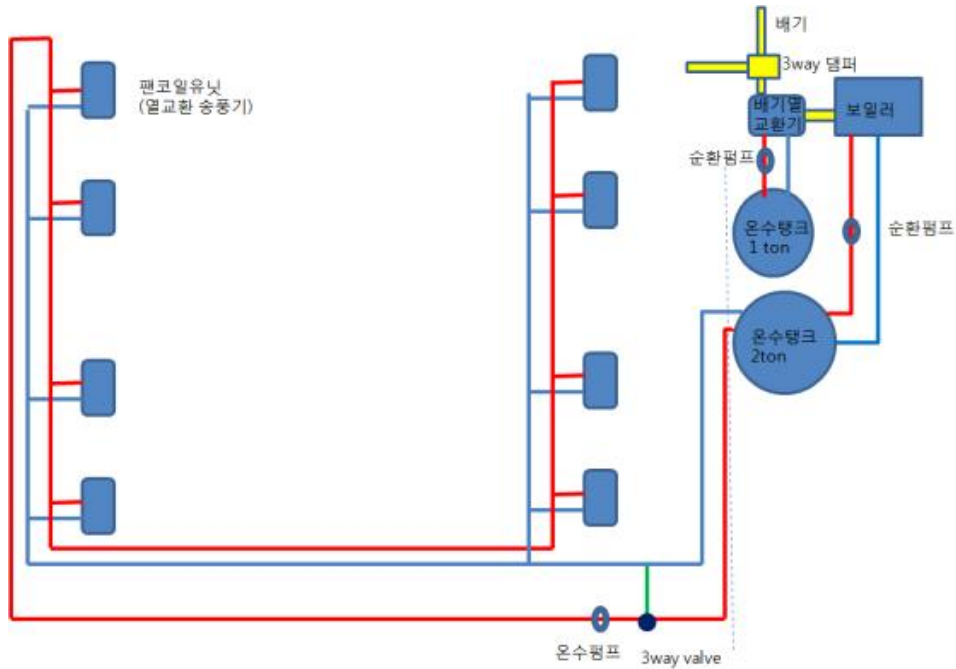 배기
3way 댐퍼
팬코일유닛
(열교환 송풍기)
배기열
교환기
보일러
순환펌프
온수탱크
1 ton
순환펌프
온수탱크
2ton
온수펌프
3way valve